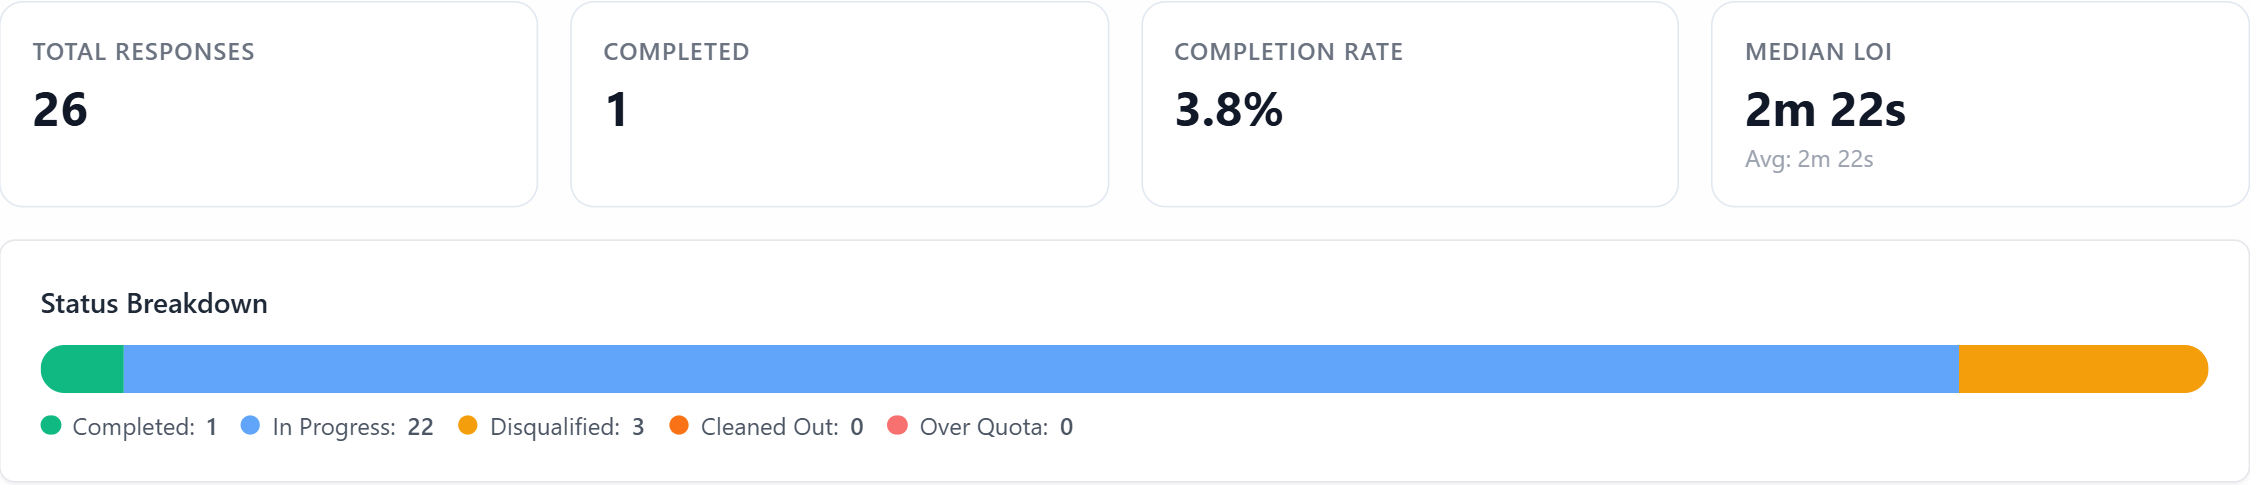 TOTAL RESPONSES
26
COMPLETED
1
COMPLETION RATE
3.8%
MEDIAN LOI
2m 22s
Avg: 2m 22s
Status Breakdown
Completed: 1 In Progress: 22 Disqualified: 3 Cleaned Out: 0 Over Quota: 0